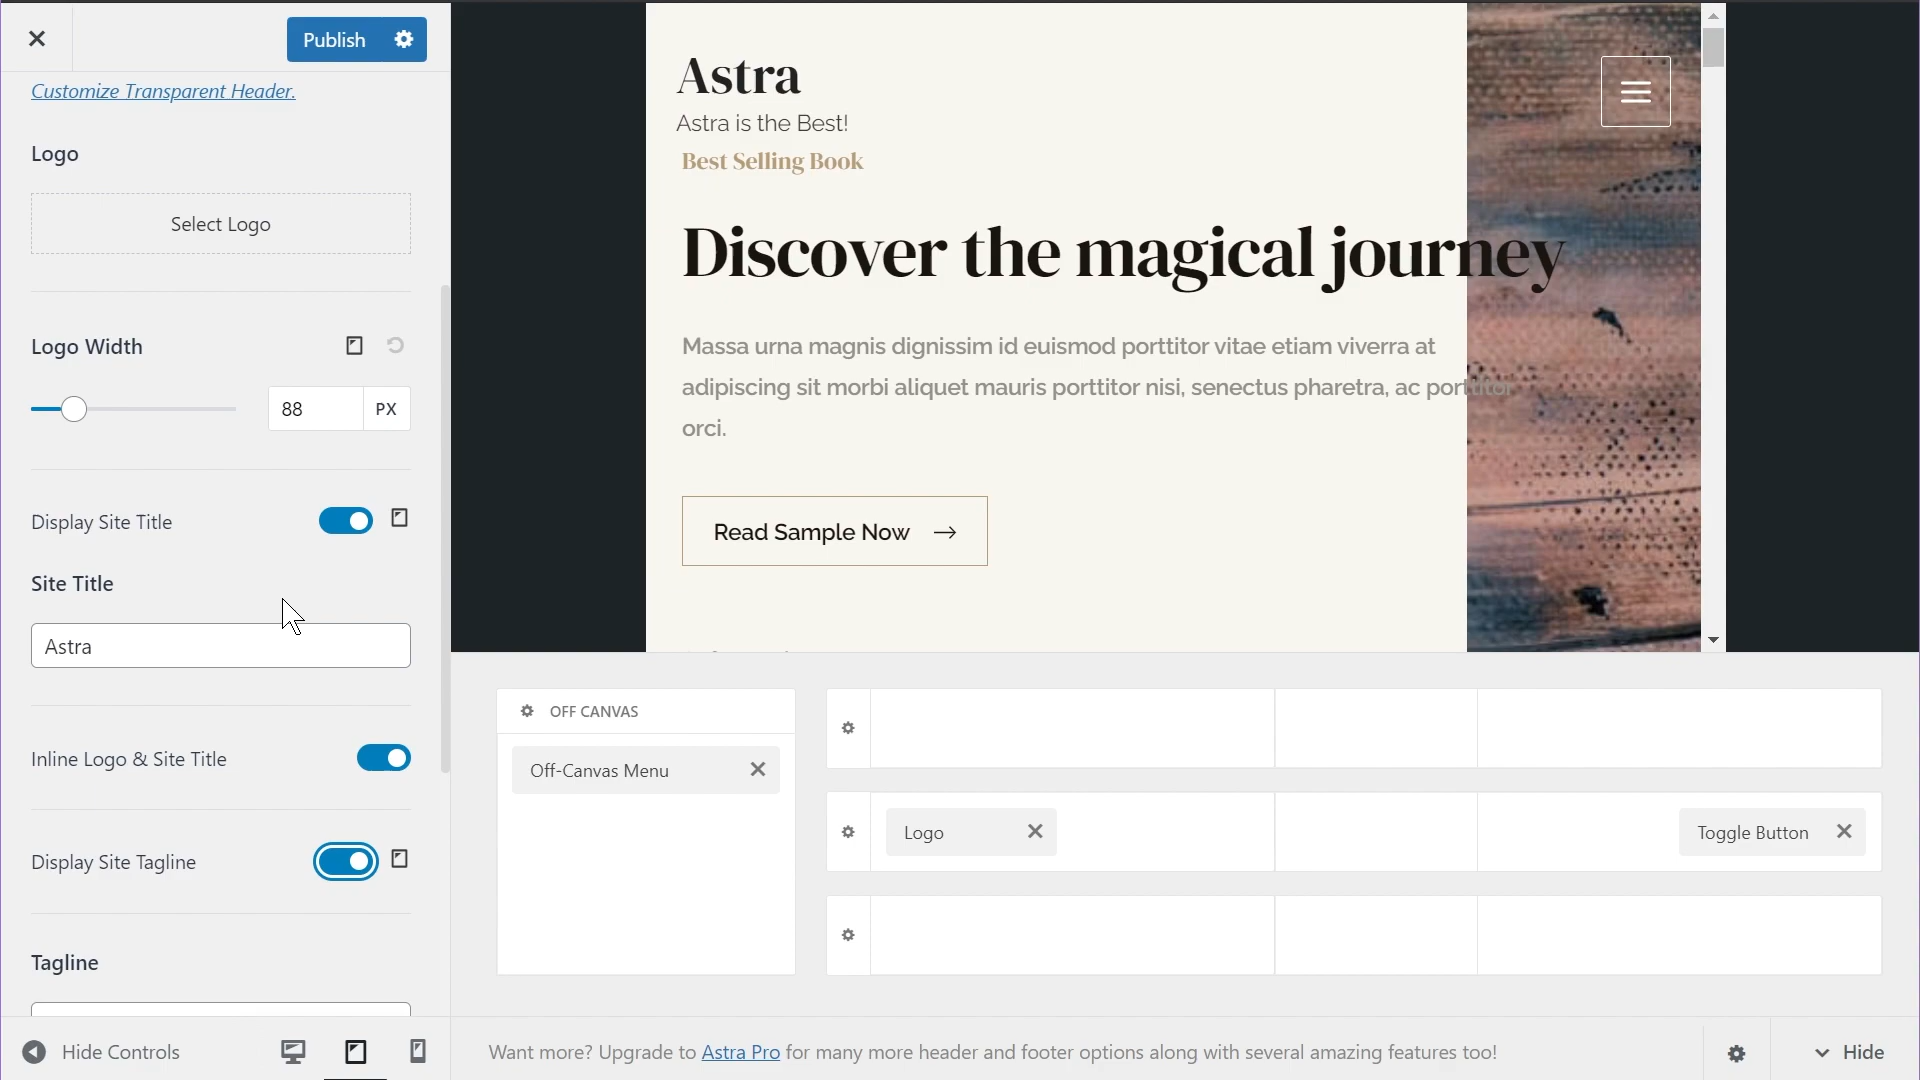 Publish
Customize Transparent Header.
Logo
Select Logo
Logo Width
88
PX
Display Site Title
Site Title
Astra
Inline Logo & Site Title
Display Site Tagline
Tagline
Hide Controls
Astra
Astra is the Best!
Best Selling Book
Discover the magical journey
Massa urna magnis dignissim id euismod porttitor vitae etiam viverra at
adipiscing sit morbi aliquet mauris porttitor nisi, senectus pharetra, ac porttitor
orci.
Read Sample Now →
OFF CANVAS
Off-Canvas Menu
Logo
Toggle Button
Want more? Upgrade to Astra Pro for many more header and footer options along with several amazing features too!
Hide